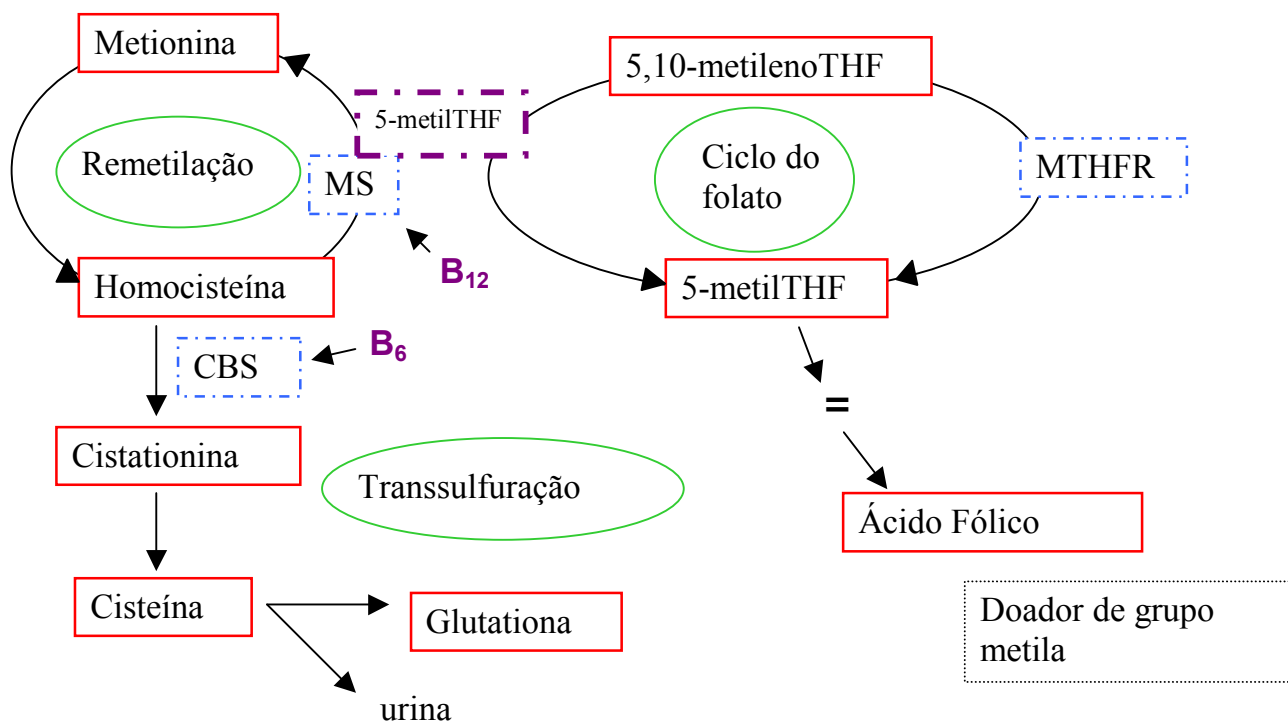 Metionina
5,10-metilenoTHF
5-metilTHF
Remetilação
MS
Ciclo do
folato
MTHFR
B12
Homocisteína
5-metilTHF
B6
CBS
=
Cistationina
Transsulfuração
Ácido Fólico
Cisteína
Glutationa
Doador de grupo
metila
urina